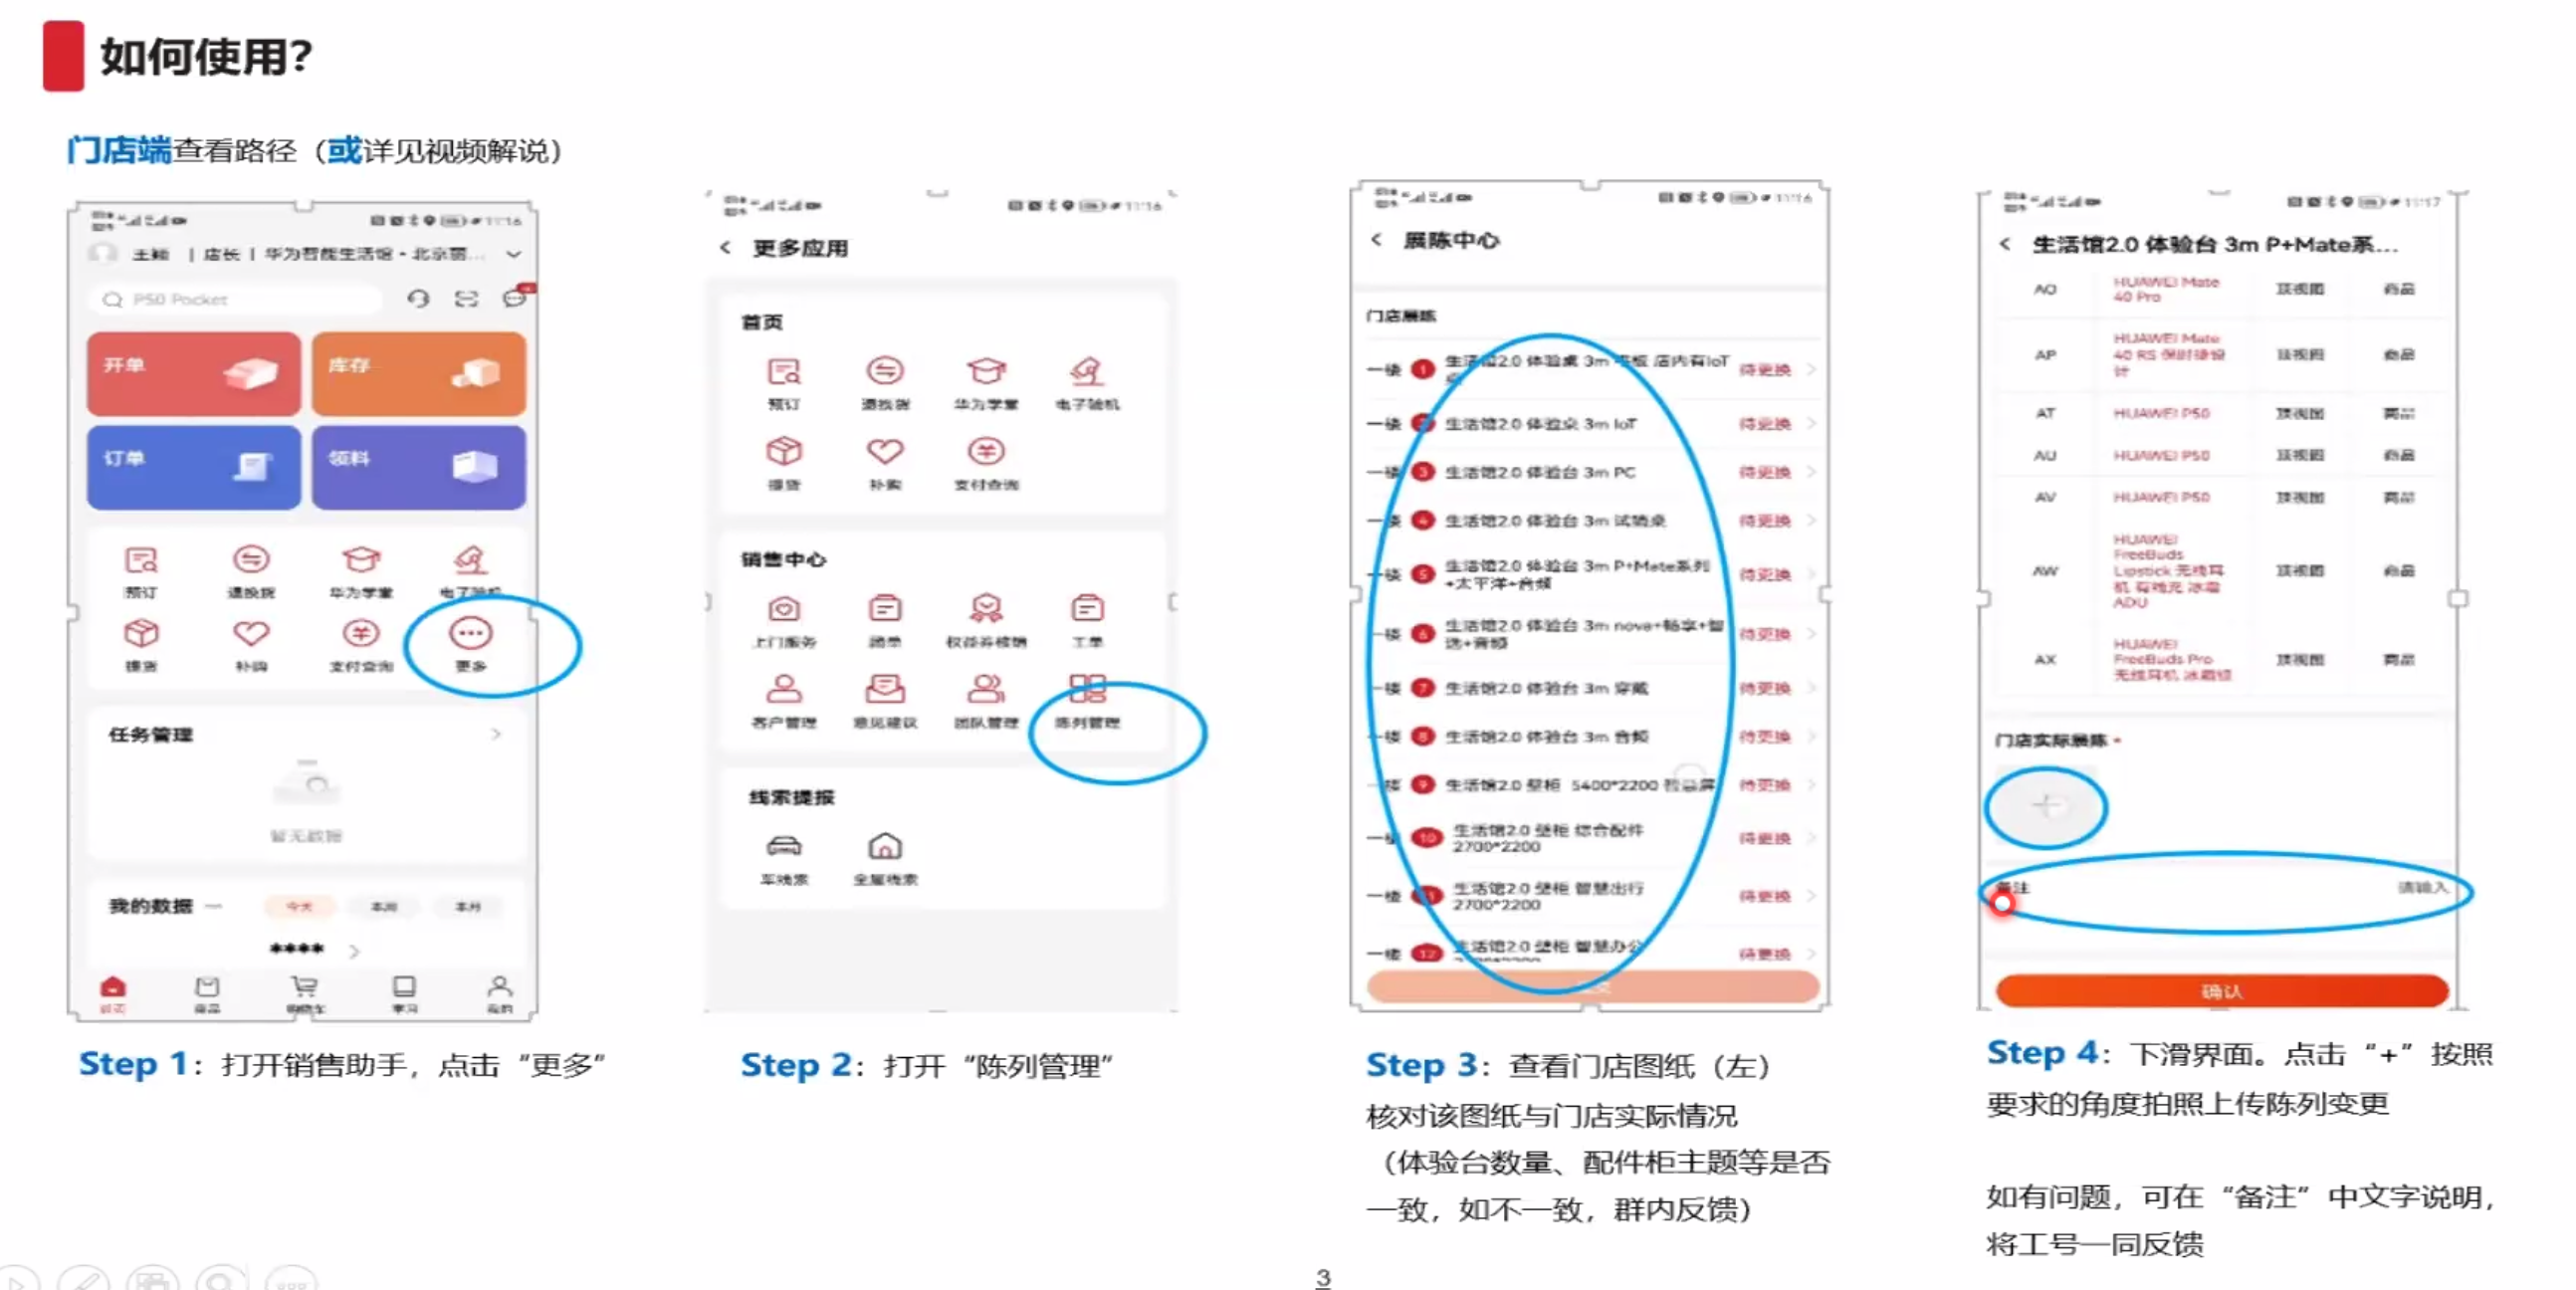 如何使用？
门店端查看路径（或详见视频解说）
11:16
王颖 | 店长 | 华为智能生活馆·北京丽...
P50 Pocket
开单
库存
订单
领料
预订
退换货
华为学堂
电子验机
提货
补购
支付查询
更多
任务管理
暂无数据
我的数据
今天
本周
本月
****
首页
商品
购物车
学习
我的
Step 1：打开销售助手，点击“更多”
11:16
更多应用
首页
预订
退换货
华为学堂
电子验机
提货
补购
支付查询
销售中心
上门服务
权益券核销
工单
客户管理
意见建议
团队管理
陈列管理
线索提报
车线索
全屋线索
Step 2：打开“陈列管理”
11:16
展陈中心
门店展陈
一楼 1 生活馆2.0 体验桌 3m 店内有IoT
待更换
一楼 生活馆2.0 体验桌 3m IoT 待更换
一楼 3 生活馆2.0 体验台 3m PC 待更换
一楼 4 生活馆2.0 体验台 3m 试销桌 待更换
一楼 5 生活馆2.0 体验台 3m P+Mate系列
+太平洋+音频 待更换
一楼 6 生活馆2.0 体验台 3m nova+畅享+智
选+音频 待更换
一楼 7 生活馆2.0 体验台 3m 穿戴 待更换
一楼 8 生活馆2.0 体验台 3m 音频 待更换
一楼 9 生活馆2.0 壁柜 5400*2200 智慧屏 待更换
一楼 10 生活馆2.0 壁柜 综合配件
2700*2200 待更换
一楼 11 生活馆2.0 壁柜 智慧出行
2700*2200 待更换
一楼 12 生活馆2.0 壁柜 智慧办公
待更换
Step 3：查看门店图纸（左）
核对该图纸与门店实际情况
（体验台数量、配件柜主题等是否
一致，如不一致，群内反馈）
11:17
生活馆2.0 体验台 3m P+Mate系...
AO HUAWEI Mate
40 Pro 顶视图 商品
AP HUAWEI Mate
40 RS 保时捷设
计 顶视图 商品
AT HUAWEI P50 顶视图 商品
AU HUAWEI P50 顶视图 商品
AV HUAWEI P50 顶视图 商品
AW HUAWEI
FreeBuds
Lipstick 无线耳
机 有线充 冰霜
ADU 顶视图 商品
AX HUAWEI
FreeBuds Pro
无线耳机 冰霜银 顶视图 商品
门店实际展陈
备注 请输入
确认
Step 4：下滑界面。点击“+”按照
要求的角度拍照上传陈列变更
如有问题，可在“备注”中文字说明，
将工号一同反馈
3